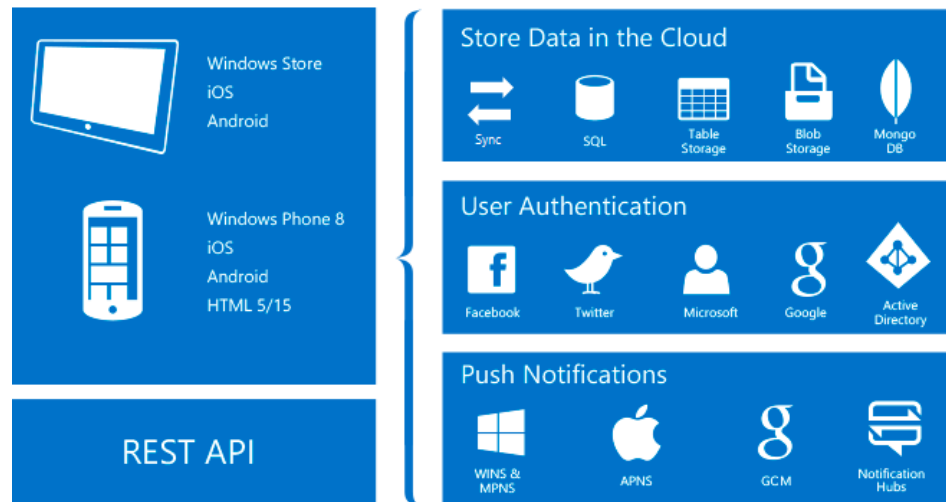 Windows Store
iOS
Android
Windows Phone 8
iOS
Android
HTML 5/15
REST API
Store Data in the Cloud
Sync
SQL
Table
Storage
Blob
Storage
Mongo
DB
User Authentication
Facebook
Twitter
Microsoft
Google
Active
Directory
Push Notifications
WINS &
MPNS
APNS
GCM
Notification
Hubs